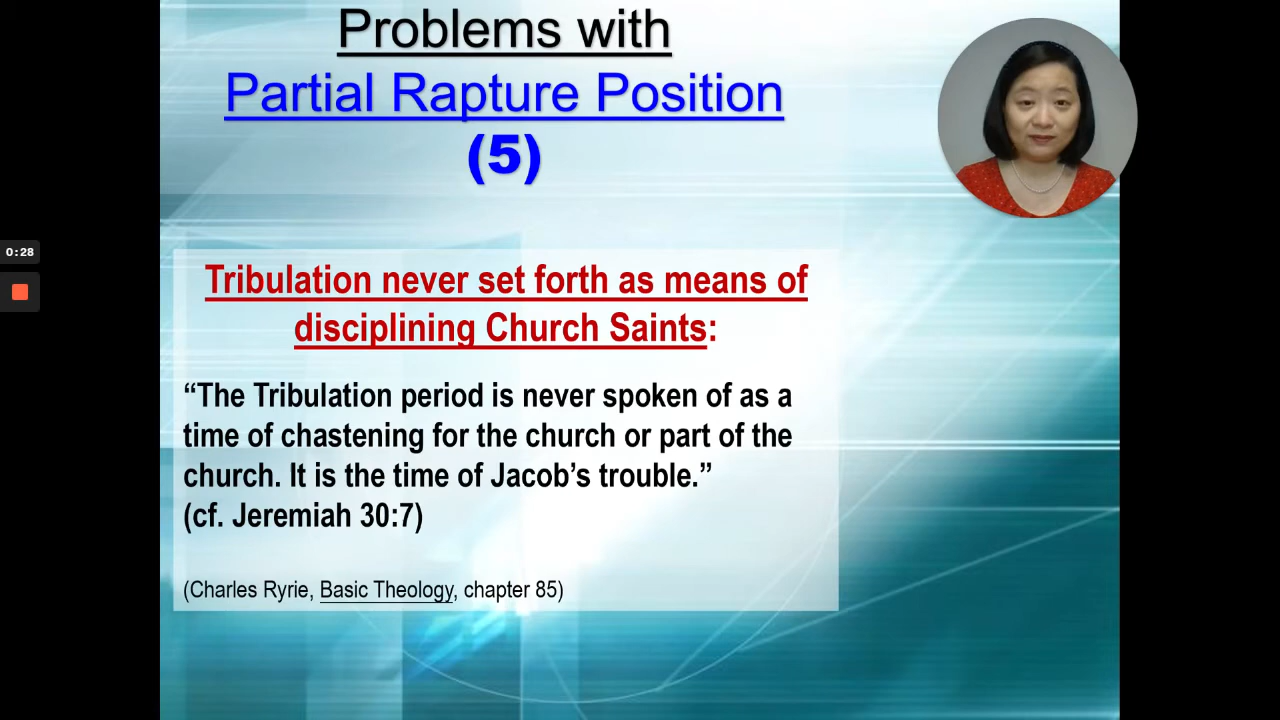 Problems with
Partial Rapture Position
(5)
0:28
Tribulation never set forth as means of
disciplining Church Saints:
“The Tribulation period is never spoken of as a
time of chastening for the church or part of the
church. It is the time of Jacob’s trouble.”
(cf. Jeremiah 30:7)
(Charles Ryrie, Basic Theology, chapter 85)